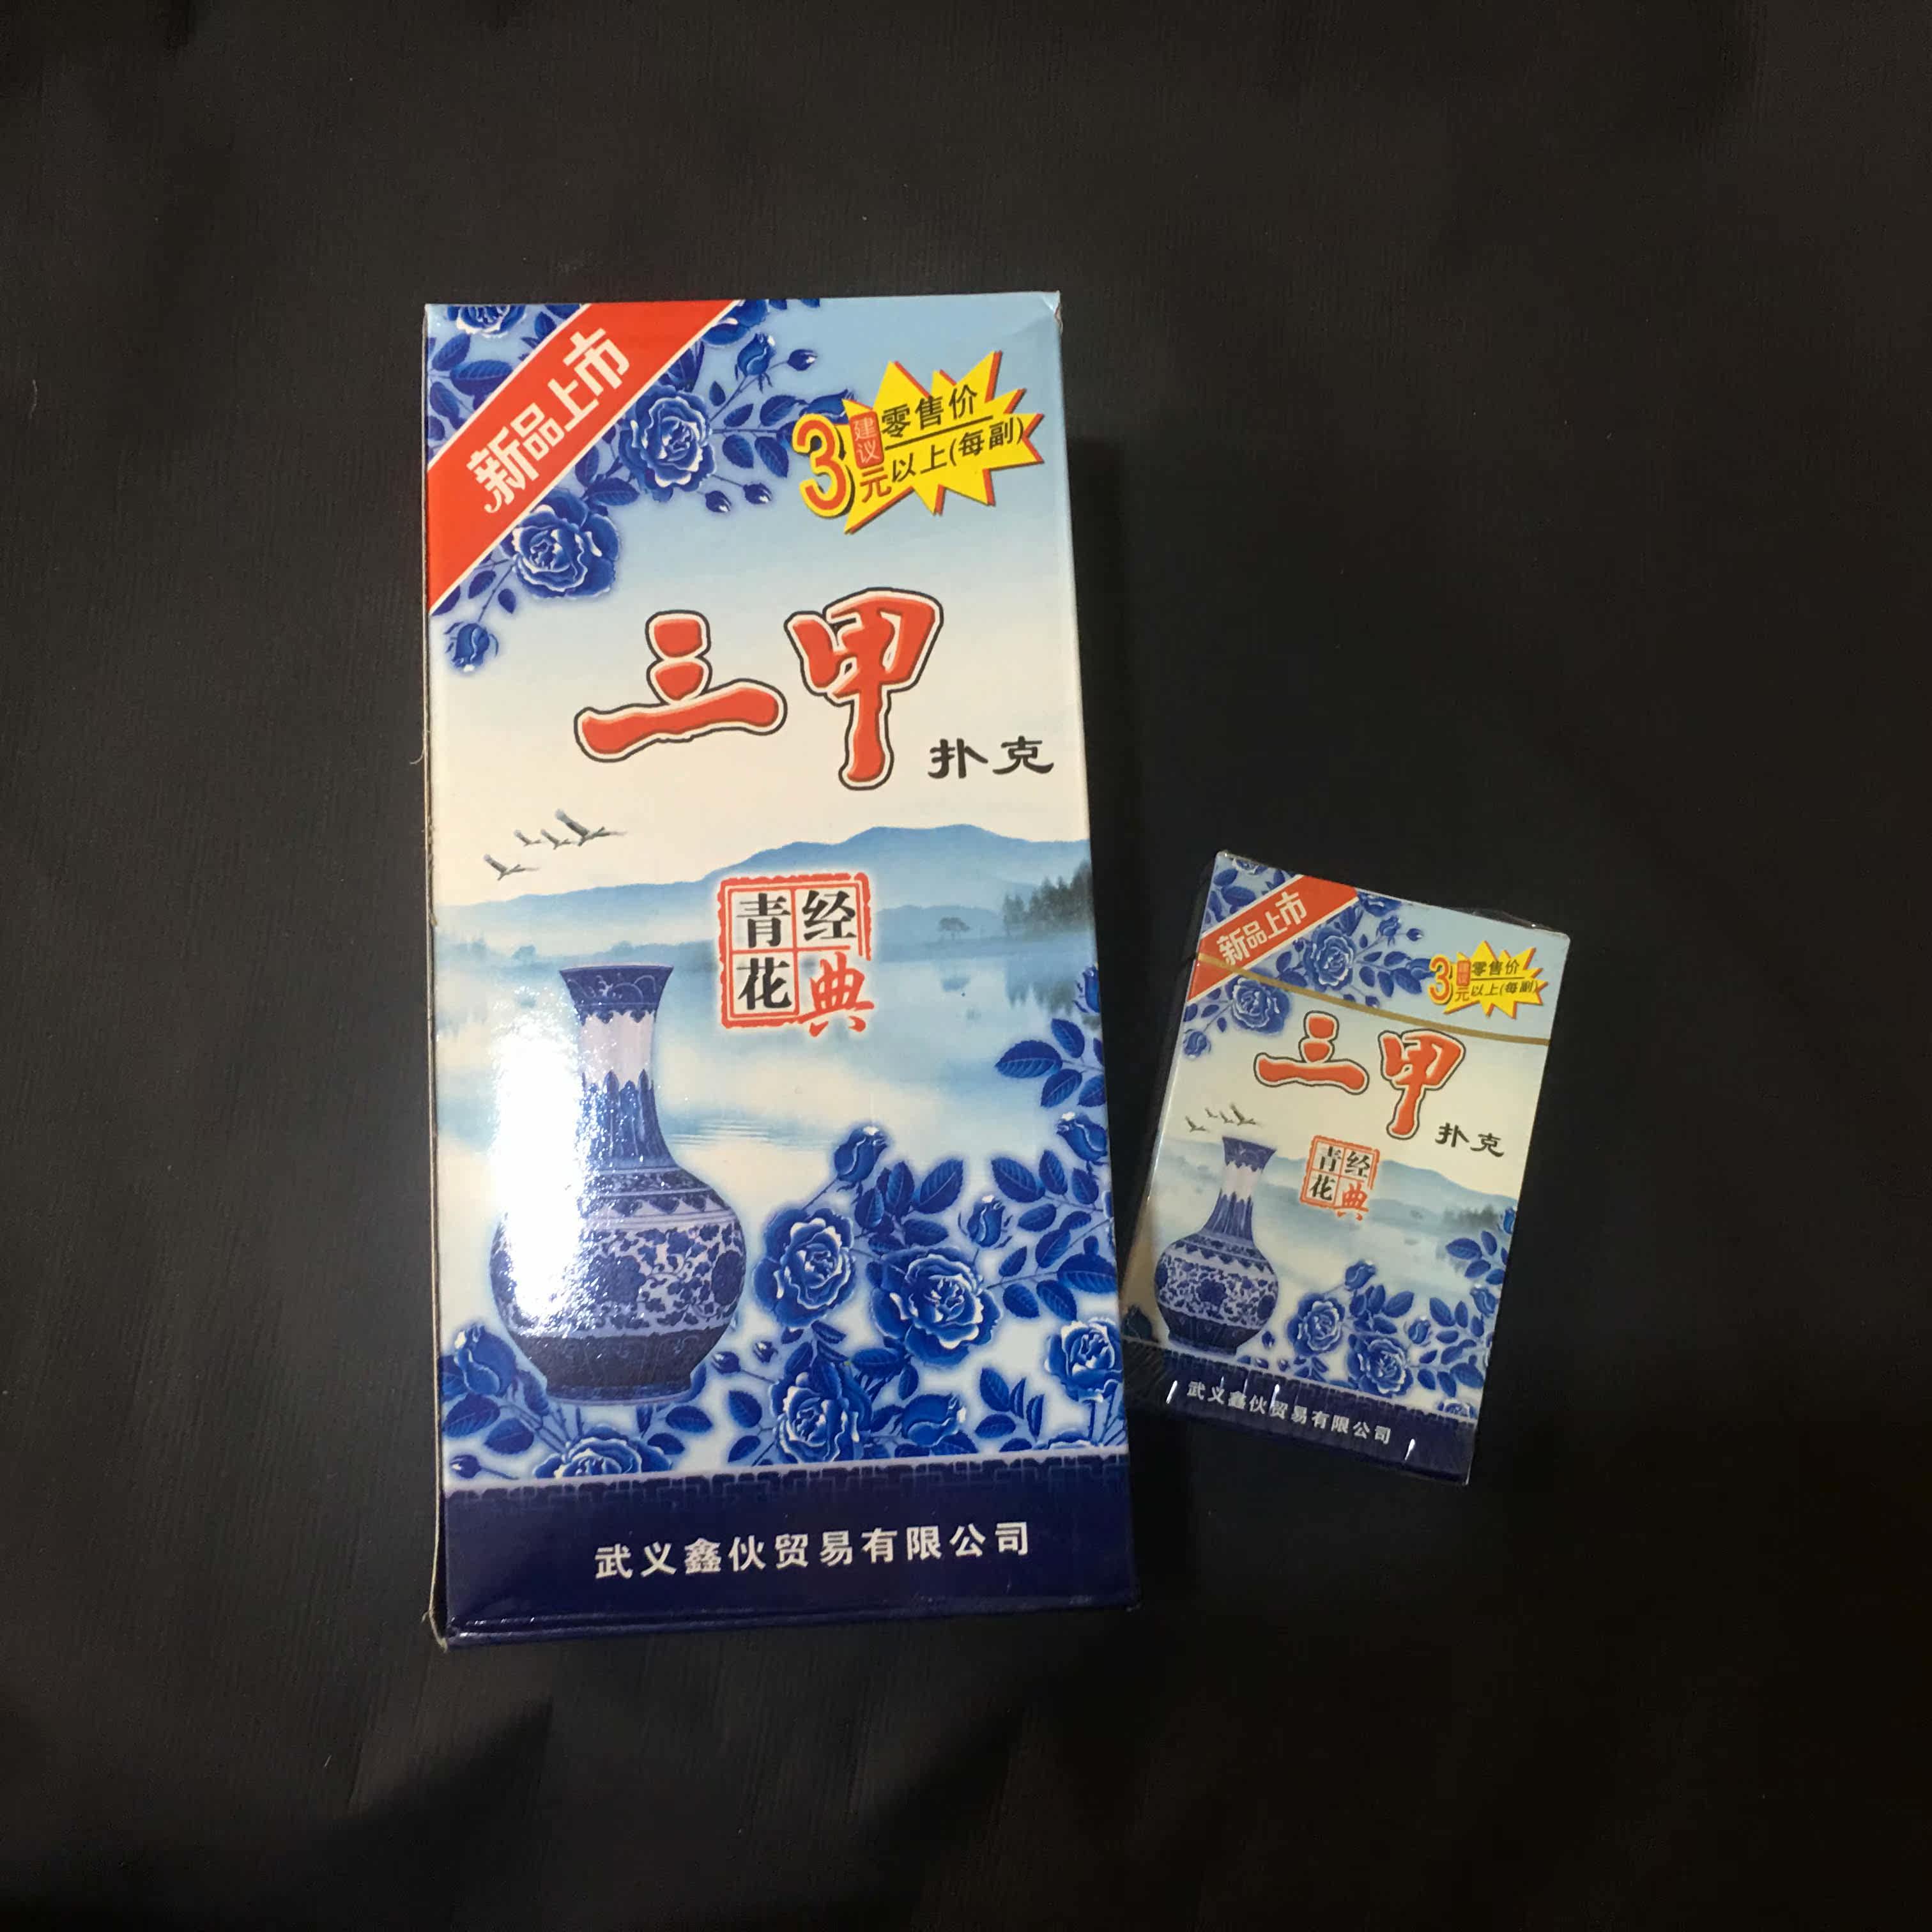 新品上市
建议零售价
3元以上(每副)
三甲
扑克
经典
青花
武义鑫伙贸易有限公司
新品上市
建议零售价
3元以上(每副)
三甲
扑克
经典
青花
武义鑫伙贸易有限公司